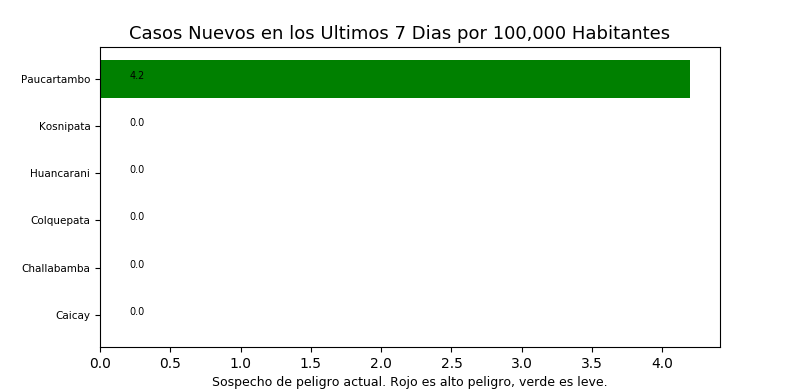 Casos Nuevos en los Ultimos 7 Dias por 100,000 Habitantes
Paucartambo 4.2
Kosnipata 0.0
Huancarani 0.0
Colquepata 0.0
Challabamba 0.0
Caicay 0.0
0.0 0.5 1.0 1.5 2.0 2.5 3.0 3.5 4.0
Sospecho de peligro actual. Rojo es alto peligro, verde es leve.